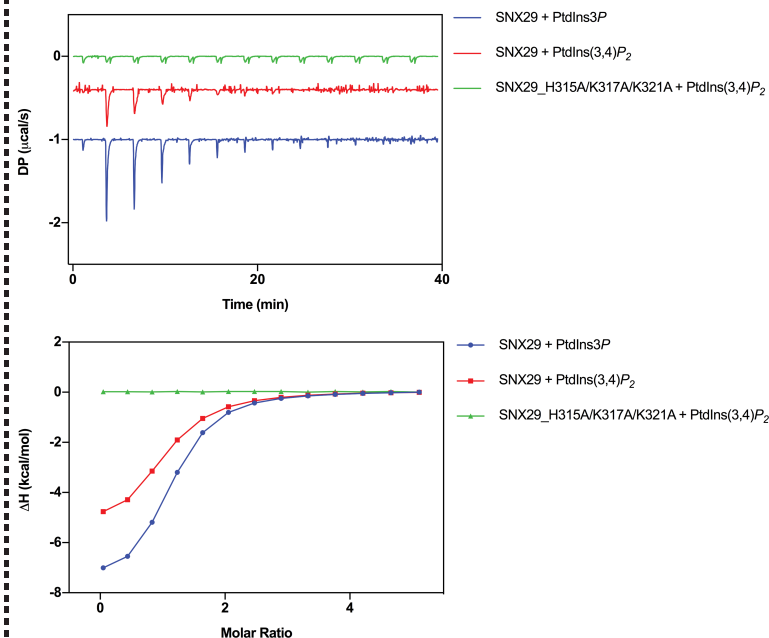 SNX29 + PtdIns3P
SNX29 + PtdIns(3,4)P2
SNX29_H315A/K317A/K321A + PtdIns(3,4)P2
0
-1
-2
DP (μcal/s)
0
20
40
Time (min)
2
0
-2
-4
-6
-8
ΔH (kcal/mol)
SNX29 + PtdIns3P
SNX29 + PtdIns(3,4)P2
SNX29_H315A/K317A/K321A + PtdIns(3,4)P2
0
2
4
Molar Ratio